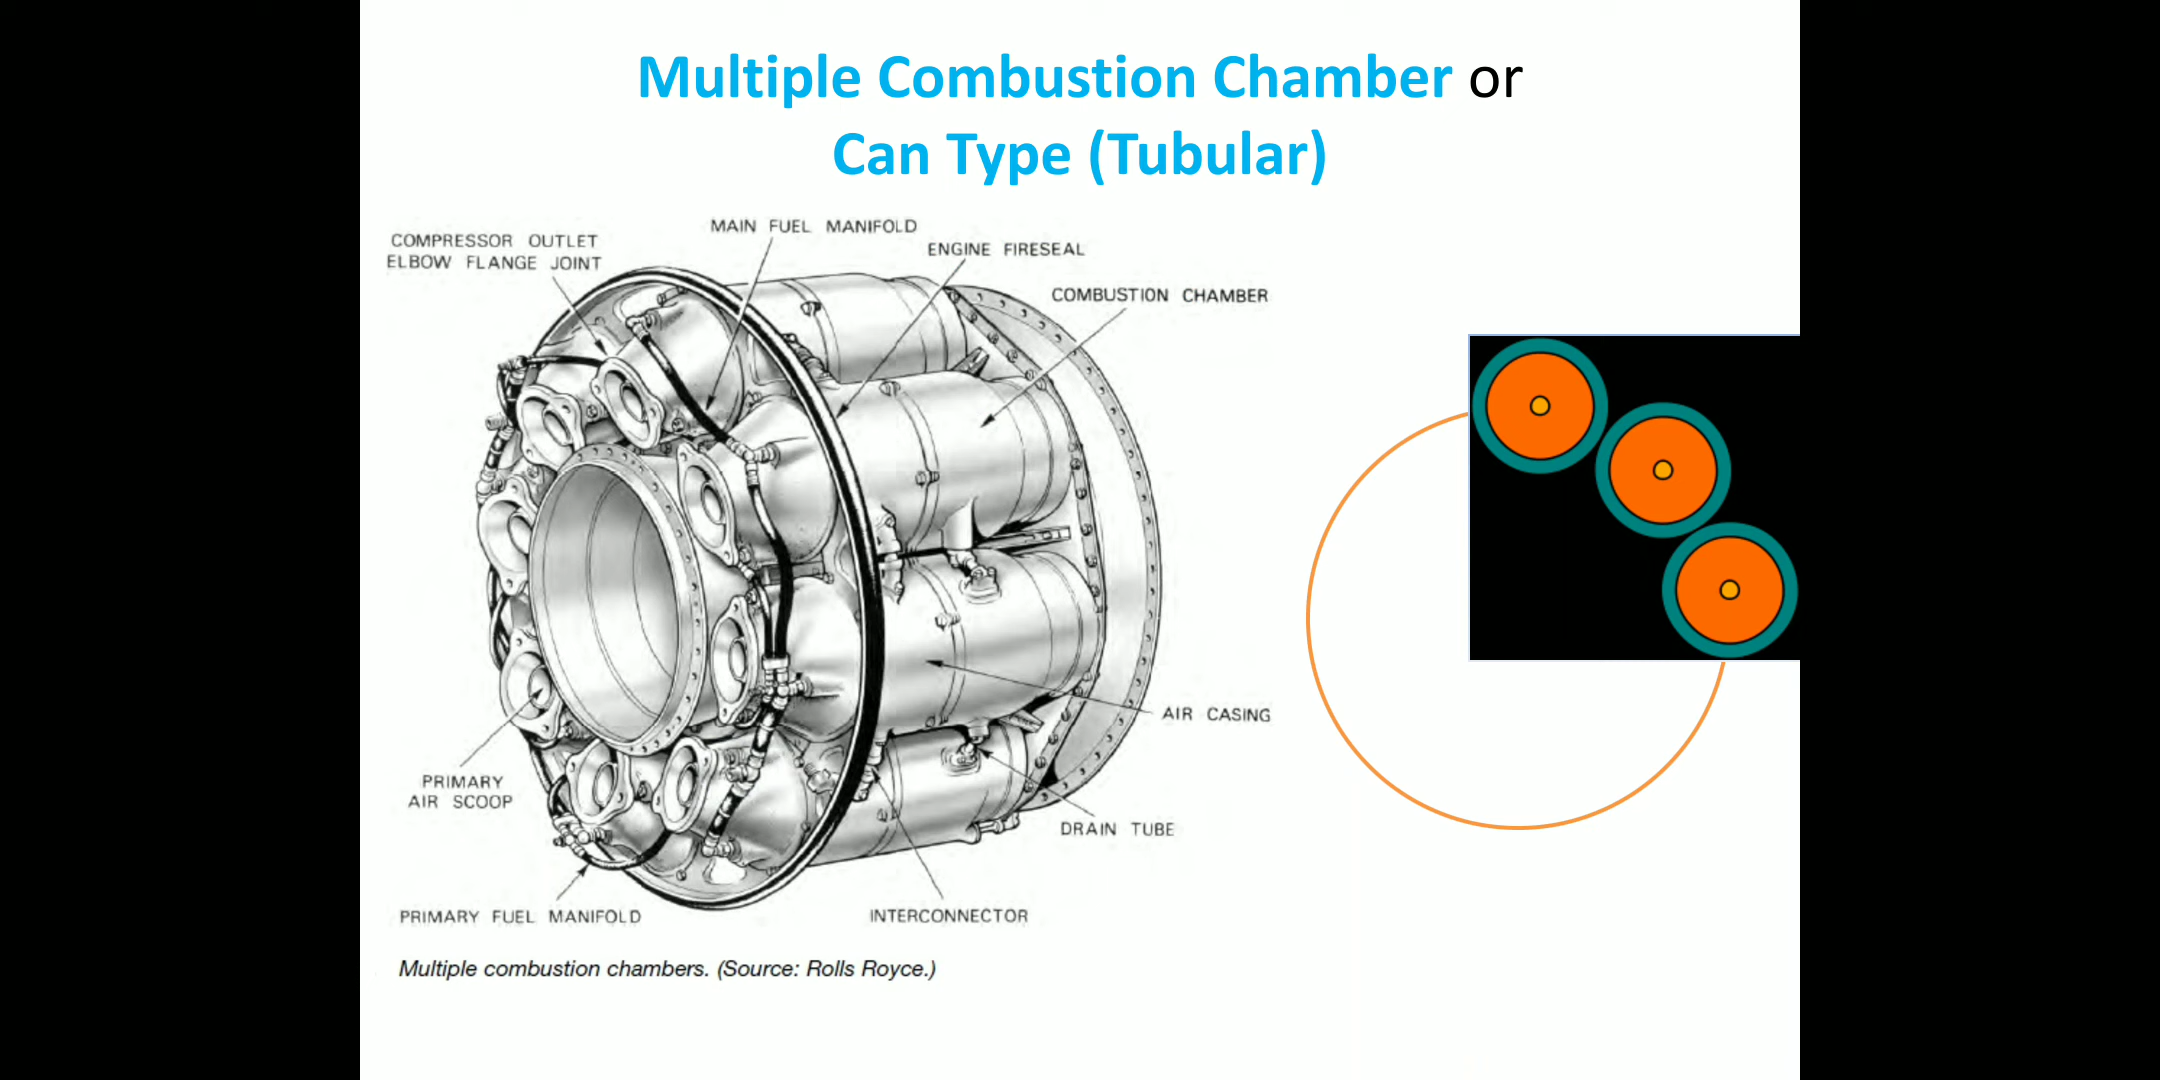 Multiple Combustion Chamber or
Can Type (Tubular)
MAIN FUEL MANIFOLD
COMPRESSOR OUTLET
ELBOW FLANGE JOINT
ENGINE FIRESEAL
COMBUSTION CHAMBER
AIR CASING
PRIMARY
AIR SCOOP
DRAIN TUBE
PRIMARY FUEL MANIFOLD
INTERCONNECTOR
Multiple combustion chambers. (Source: Rolls Royce.)